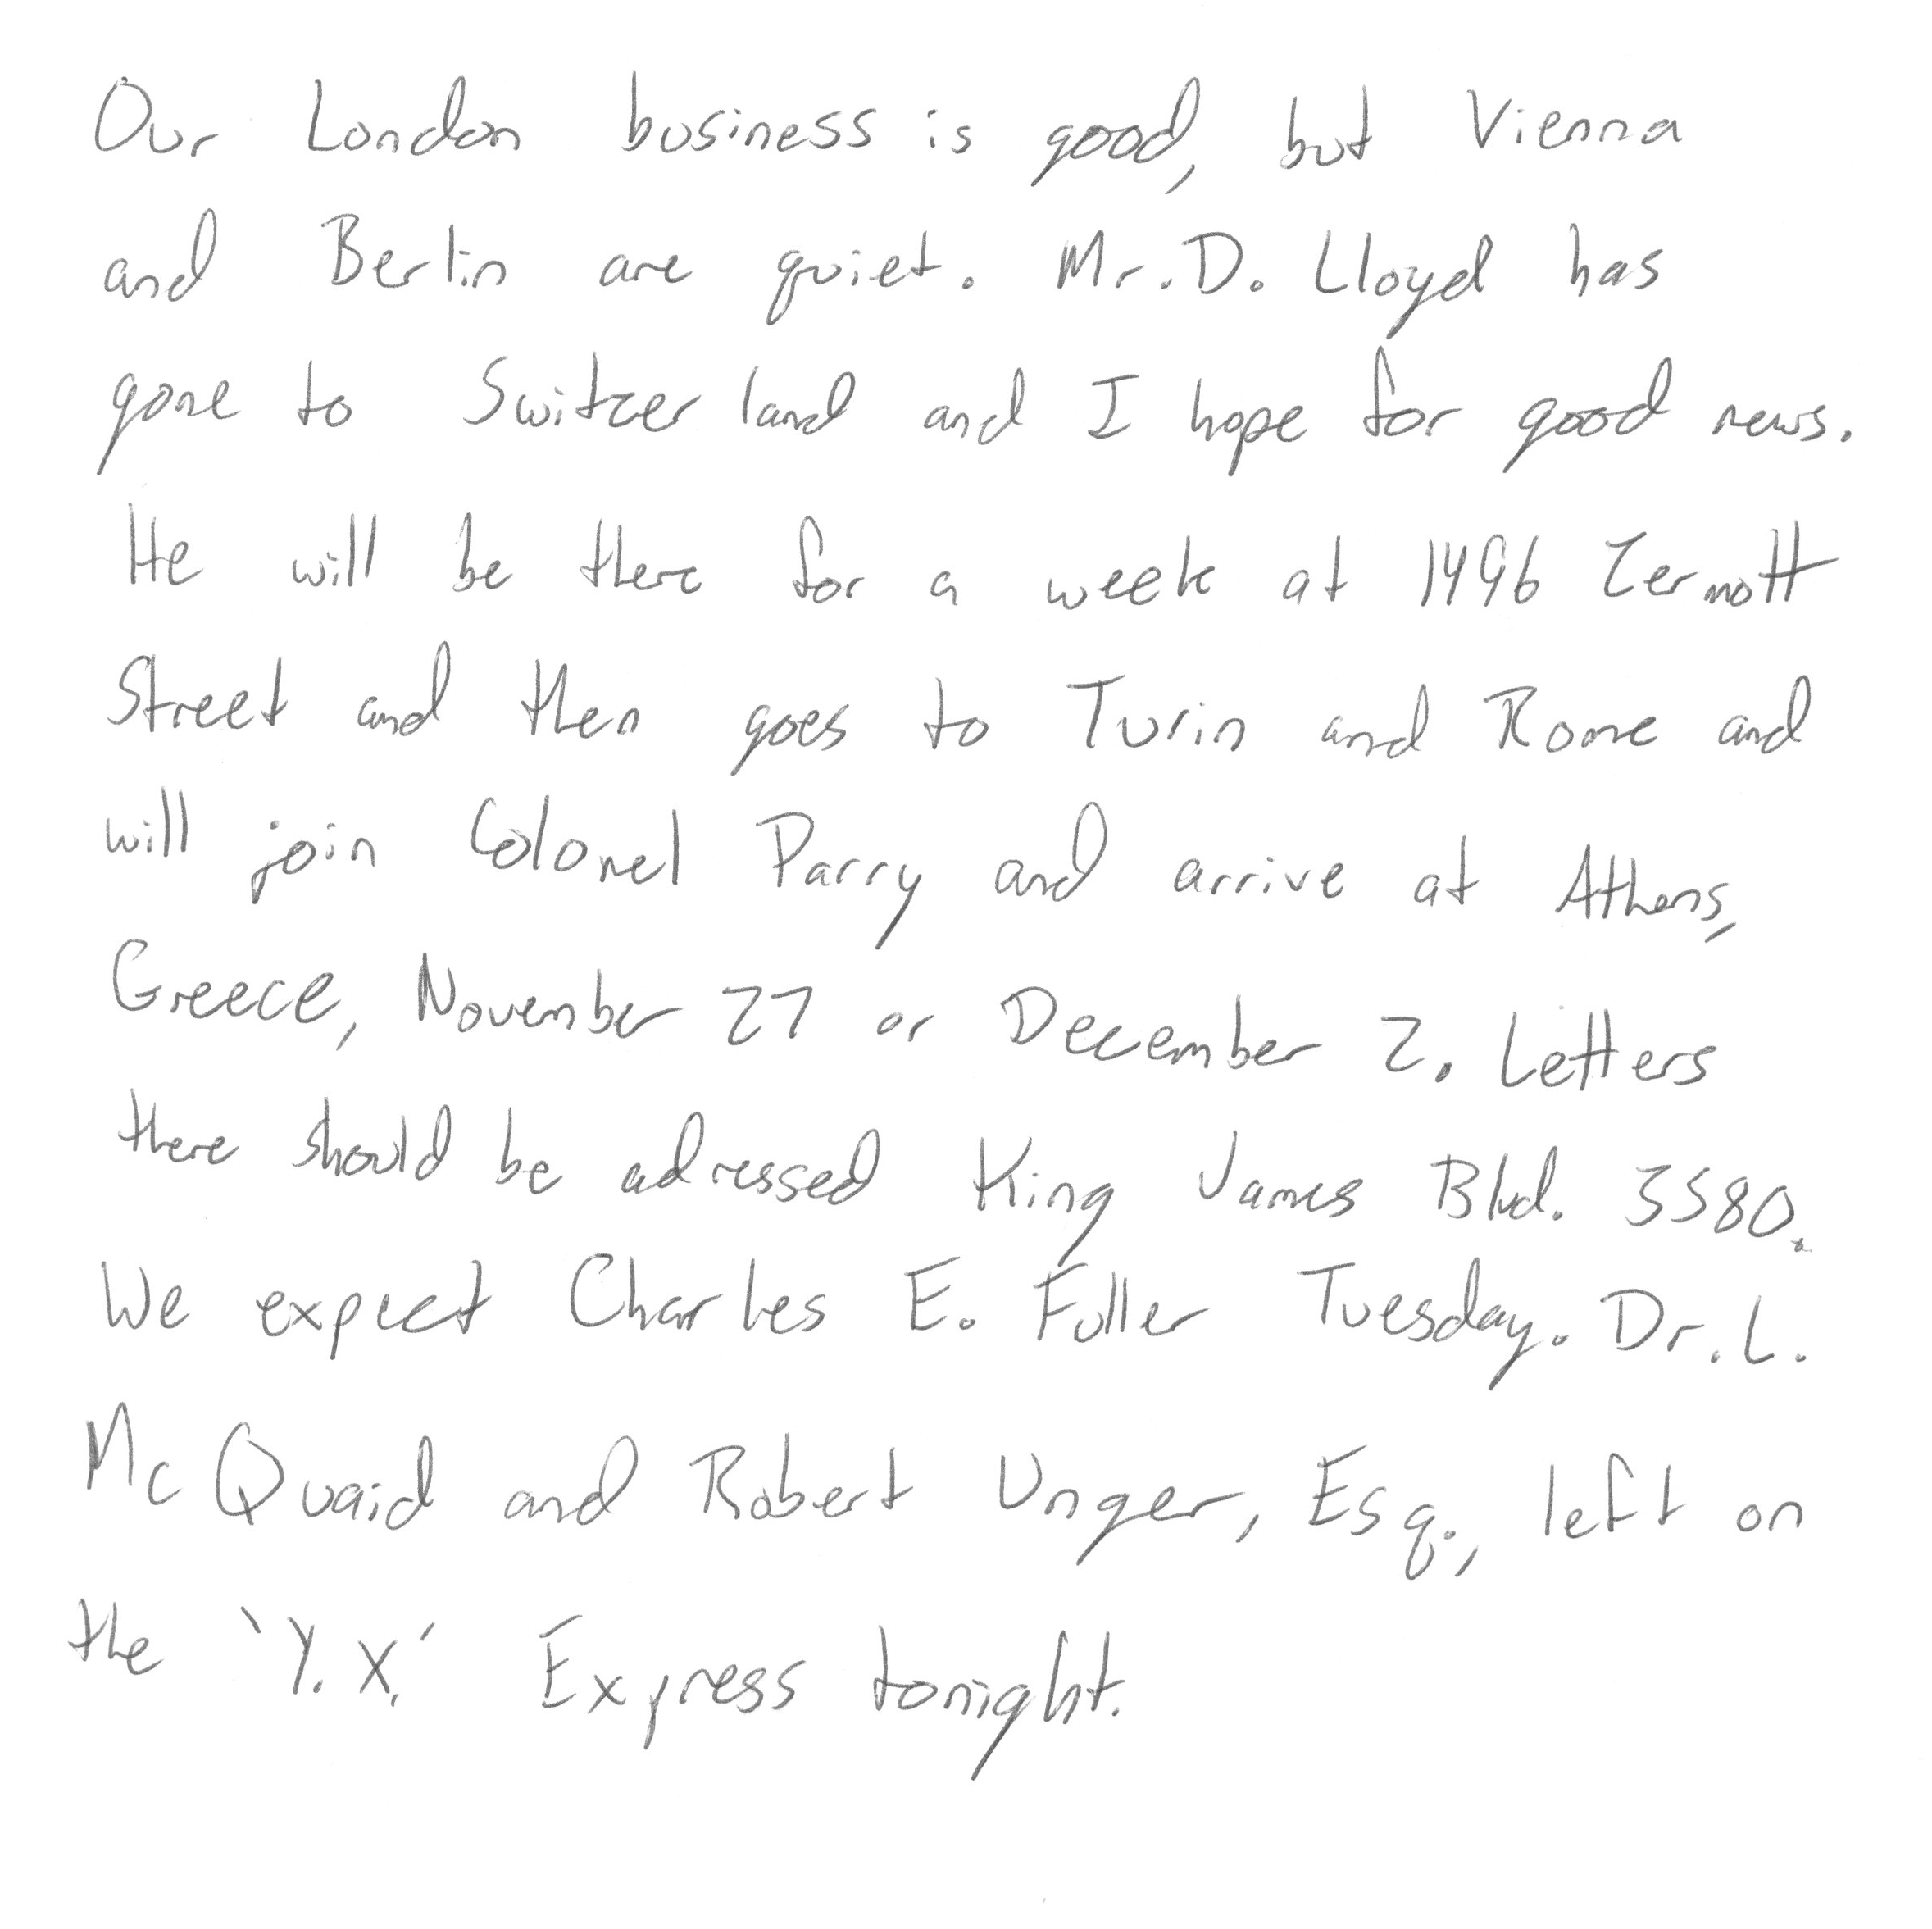 Our London business is good, but Vienna
and Berlin are quiet. Mr. D. Lloyd has
gone to Switzerland and I hope for good news.
He will be there for a week at 1496 Zermott
Street and then goes to Turin and Rome and
will join Colonel Parry and arrive at Athens,
Greece, November 27 or December 2. Letters
there should be adressed King James Blvd. 3580.
We expect Charles E. Fuller Tuesday. Dr. L.
McQuaid and Robert Unger, Esq., left on
the 'Y.X.' Express tonight.